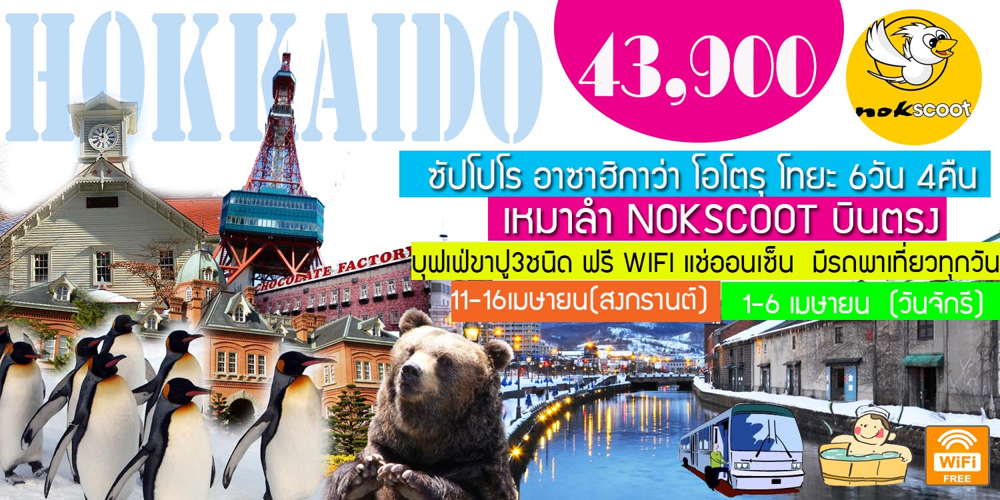 HOKKAIDO
43,900
nokscoot
Panasonic
ซัปโปโร อาซาฮิกาว่า โอโตรุ โทยะ 6วัน 4คืน
เหมาลำ NOKSCOOT บินตรง
บุฟเฟ่ขาปู3ชนิด ฟรี WIFI แช่ออนเซ็น มีรถพาเที่ยวทุกวัน
CHOCOLATE FACTORY
11-16เมษายน(สงกรานต์)
1-6 เมษายน (วันจักรี)
WiFi
FREE